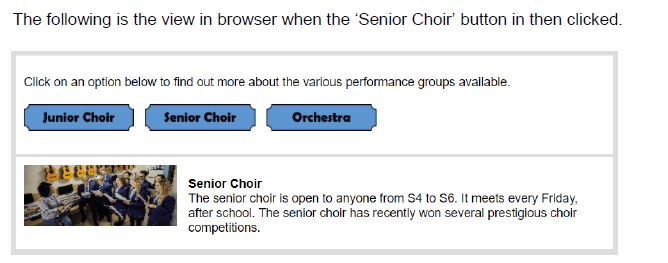 The following is the view in browser when the ‘Senior Choir’ button in then clicked.
Click on an option below to find out more about the various performance groups available.
Junior Choir Senior Choir Orchestra
Senior Choir
The senior choir is open to anyone from S4 to S6. It meets every Friday,
after school. The senior choir has recently won several prestigious choir
competitions.